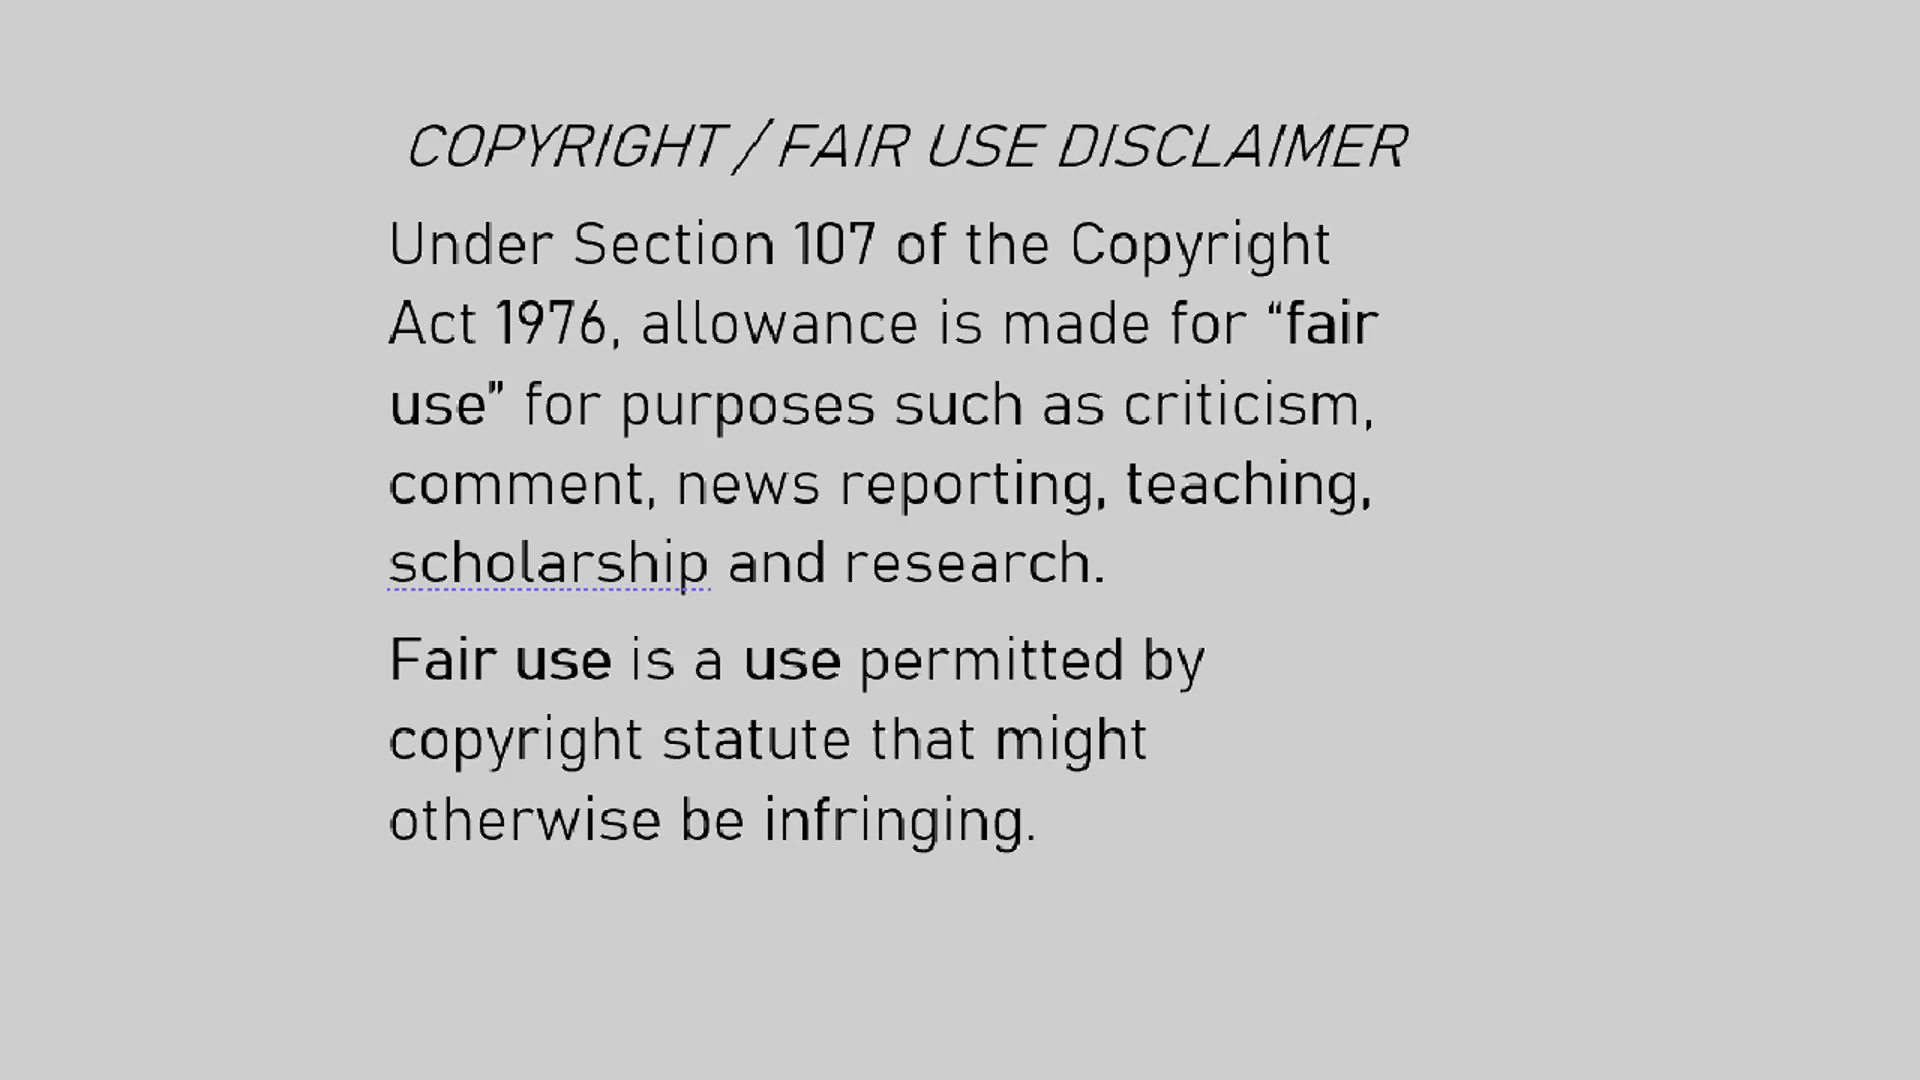 COPYRIGHT / FAIR USE DISCLAIMER
Under Section 107 of the Copyright
Act 1976, allowance is made for “fair
use” for purposes such as criticism,
comment, news reporting, teaching,
scholarship and research.
Fair use is a use permitted by
copyright statute that might
otherwise be infringing.